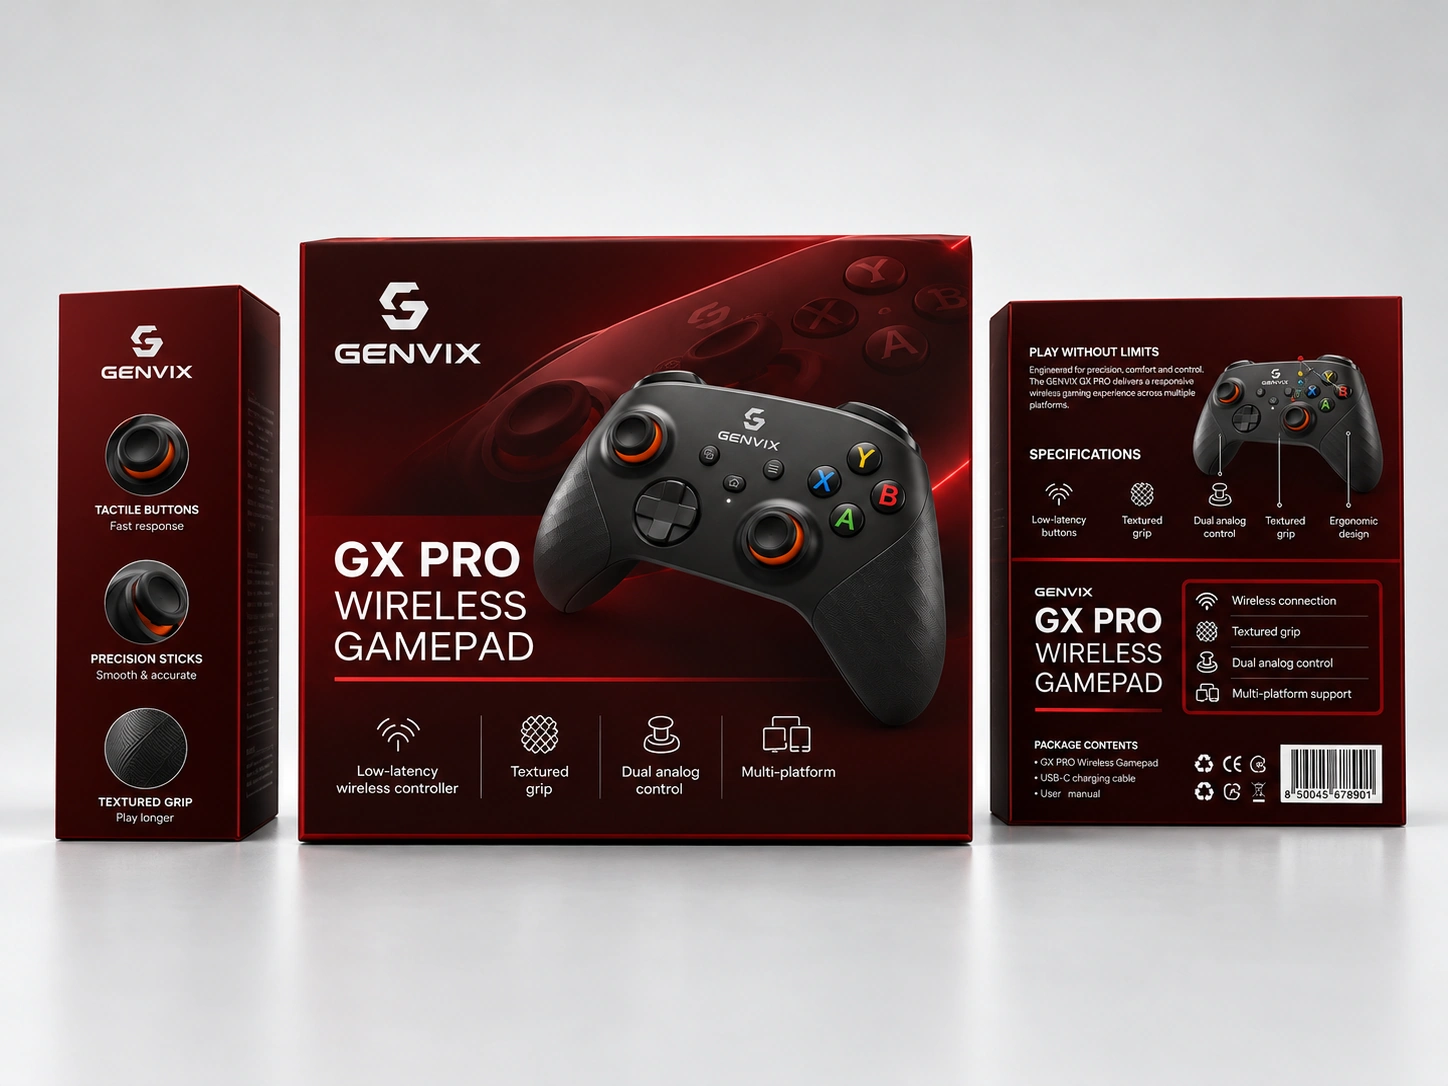 GENVIX
TACTILE BUTTONS
Fast response
PRECISION STICKS
Smooth & accurate
TEXTURED GRIP
Play longer
GENVIX
Y
X
B
A
GENVIX
Y
X
B
A
GX PRO
WIRELESS
GAMEPAD
Low-latency
wireless controller
Textured
grip
Dual analog
control
Multi-platform
PLAY WITHOUT LIMITS
Engineered for precision, comfort and control.
The GENVIX GX PRO delivers a responsive
wireless gaming experience across multiple
platforms.
GENVIX
Y
X
B
A
SPECIFICATIONS
Low-latency
buttons
Textured
grip
Dual analog
control
Textured
grip
Ergonomic
design
GENVIX
GX PRO
WIRELESS
GAMEPAD
Wireless connection
Textured grip
Dual analog control
Multi-platform support
PACKAGE CONTENTS
• GX PRO Wireless Gamepad
• USB-C charging cable
• User manual
CE
8 50045 678901